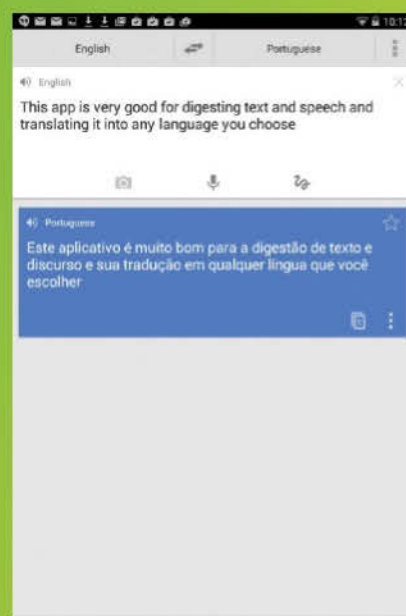 10:12
English Portuguese
English
This app is very good for digesting text and speech and
translating it into any language you choose
Portuguese
Este aplicativo é muito bom para a digestão de texto e
discurso e sua tradução em qualquer língua que você
escolher